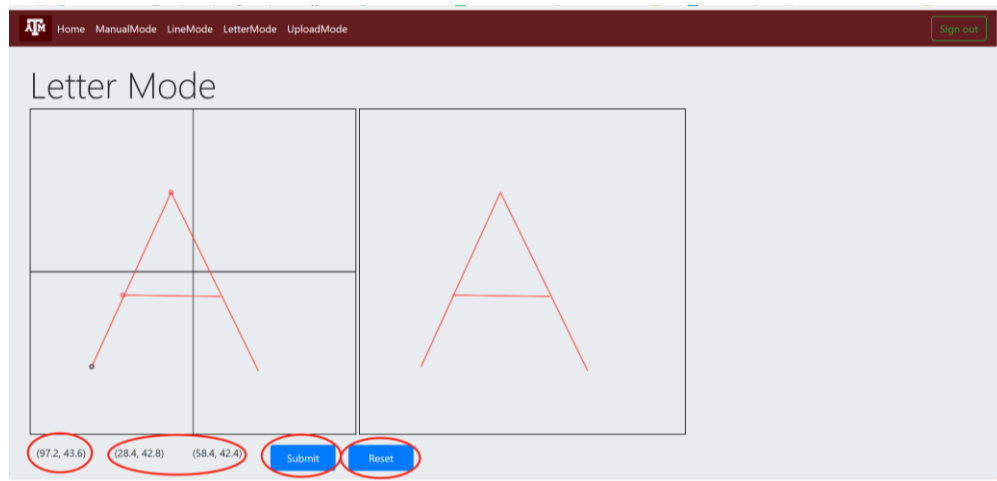 ATM Home ManualMode LineMode LetterMode UploadMode Sign out
Letter Mode
(97.2, 43.6) (28.4, 42.8) (58.4, 42.4) Submit Reset